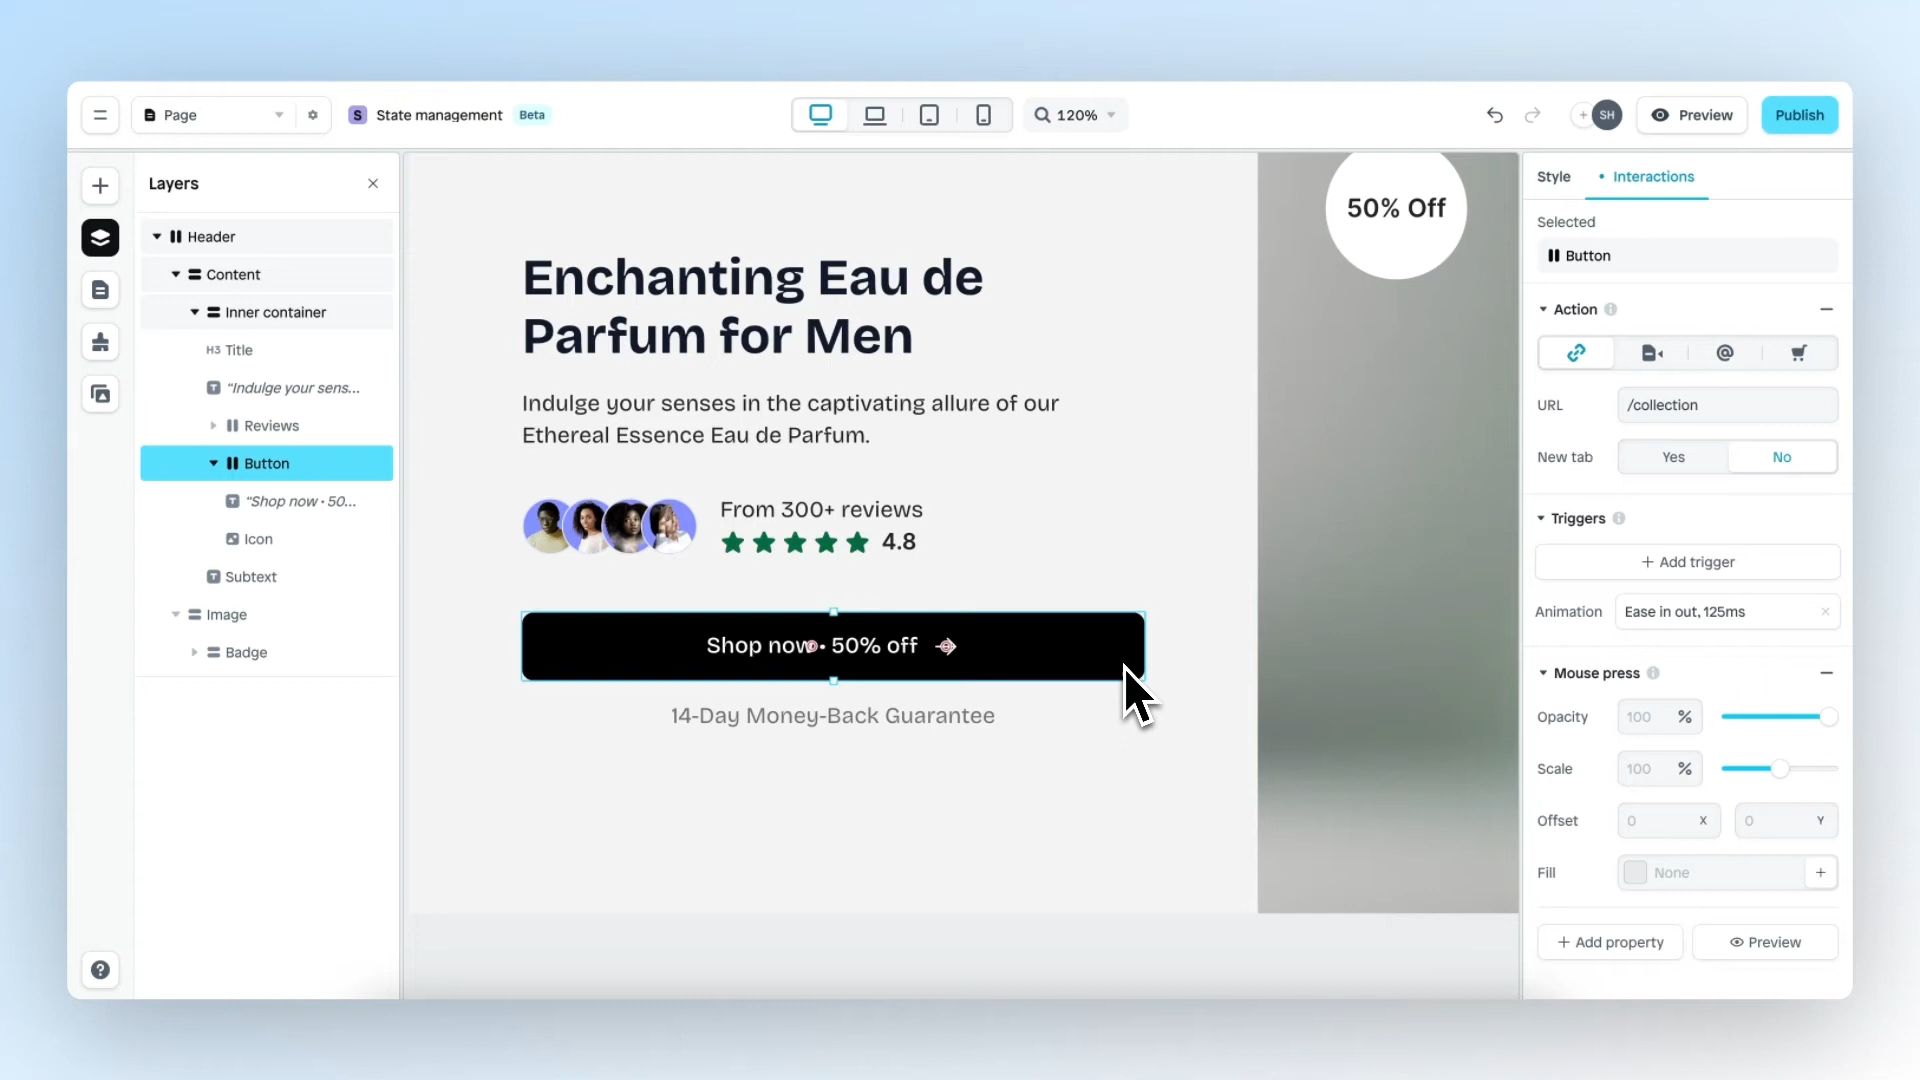 Page
S State management Beta
120%
SH
Preview
Publish
Layers
Header
Content
Inner container
H3 Title
T "Indulge your sens...
Reviews
Button
T "Shop now • 50...
Icon
T Subtext
Image
Badge
Enchanting Eau de
Parfum for Men
Indulge your senses in the captivating allure of our
Ethereal Essence Eau de Parfum.
From 300+ reviews
4.8
Shop now • 50% off
14-Day Money-Back Guarantee
50% Off
Style
• Interactions
Selected
Button
Action
URL /collection
New tab Yes No
Triggers
+ Add trigger
Animation Ease in out, 125ms
Mouse press
Opacity 100 %
Scale 100 %
Offset 0 X 0 Y
Fill None +
+ Add property
Preview